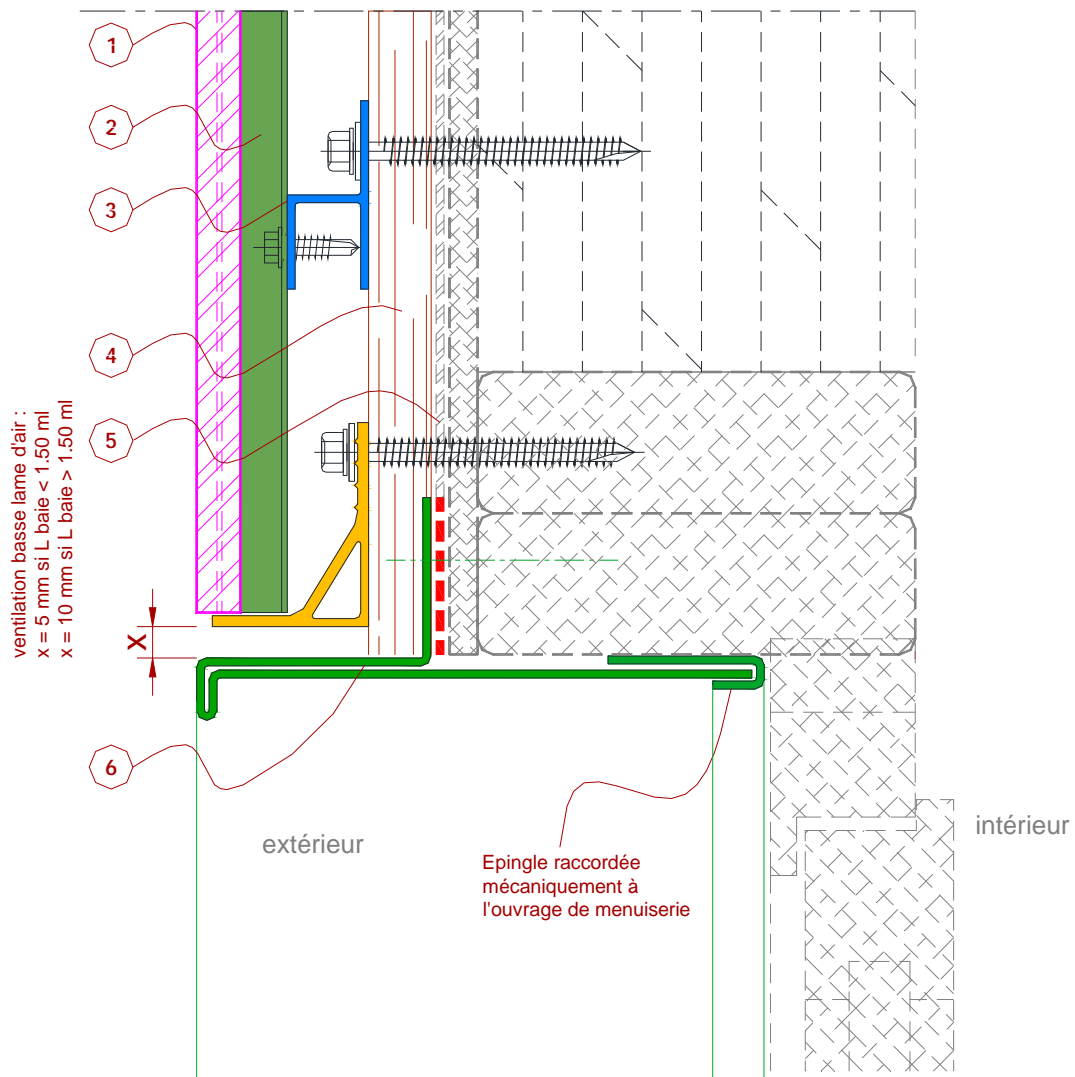 1
2
3
4
5
ventilation basse lame d'air :
x = 5 mm si L baie < 1.50 ml
x = 10 mm si L baie > 1.50 ml
X
6
extérieur
intérieur
Epingle raccordée
mécaniquement à
l'ouvrage de menuiserie